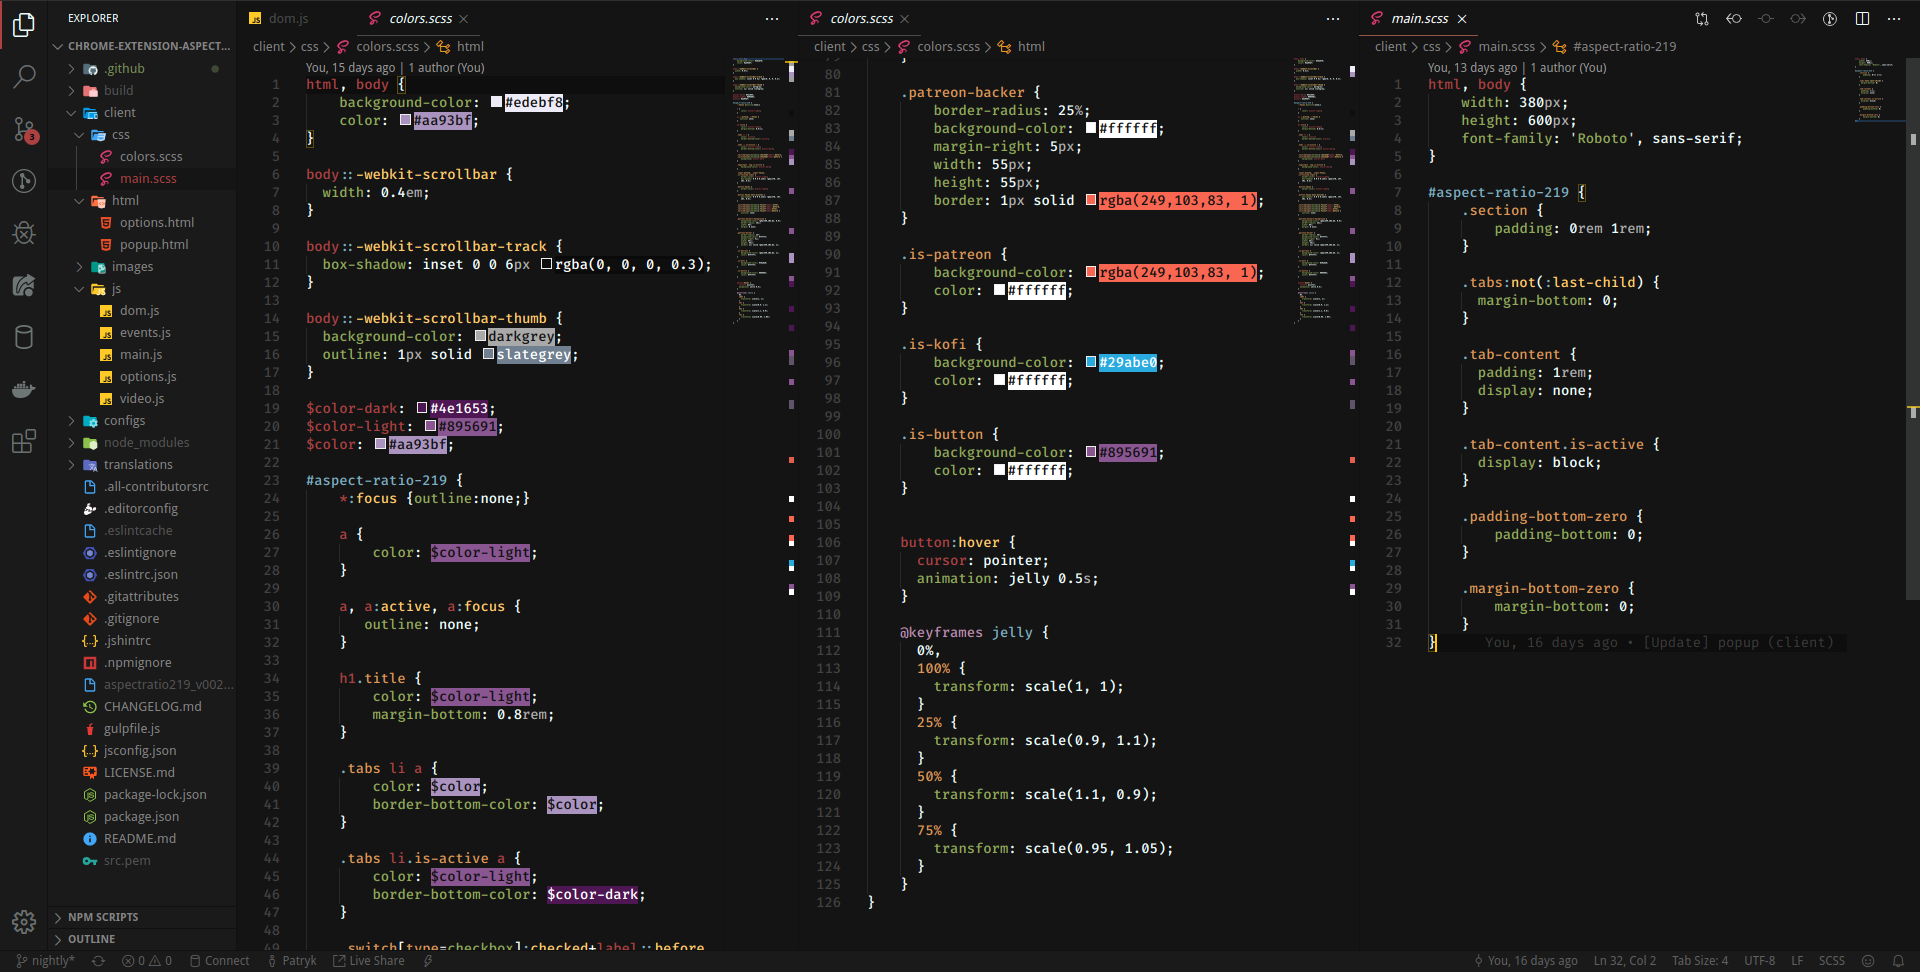 EXPLORER
CHROME-EXTENSION-ASPECT...
.github
build
client
css
colors.scss
main.scss
html
options.html
popup.html
images
js
dom.js
events.js
main.js
options.js
video.js
configs
node_modules
translations
.all-contributorsrc
.editorconfig
.eslintcache
.eslintignore
.eslintrc.json
.gitattributes
.gitignore
.jshintrc
.npmignore
aspectratio219_v002...
CHANGELOG.md
gulpfile.js
jsconfig.json
LICENSE.md
package-lock.json
package.json
README.md
src.pem
NPM SCRIPTS
OUTLINE
3
dom.js
colors.scss
client > css > colors.scss > html
You, 15 days ago | 1 author (You)
1 html, body {
2 background-color: #edebf8;
3 color: #aa93bf;
4 }
5
6 body::-webkit-scrollbar {
7 width: 0.4em;
8 }
9
10 body::-webkit-scrollbar-track {
11 box-shadow: inset 0 0 6px rgba(0, 0, 0, 0.3);
12 }
13
14 body::-webkit-scrollbar-thumb {
15 background-color: darkgrey;
16 outline: 1px solid slategrey;
17 }
18
19 $color-dark: #4e1653;
20 $color-light: #895691;
21 $color: #aa93bf;
22
23 #aspect-ratio-219 {
24 *:focus {outline:none;}
25
26 a {
27 color: $color-light;
28 }
29
30 a, a:active, a:focus {
31 outline: none;
32 }
33
34 h1.title {
35 color: $color-light;
36 margin-bottom: 0.8rem;
37 }
38
39 .tabs li a {
40 color: $color;
41 border-bottom-color: $color;
42 }
43
44 .tabs li.is-active a {
45 color: $color-light;
46 border-bottom-color: $color-dark;
47 }
48
49 .switch[type=checkbox]:checked+label::before,
colors.scss
client > css > colors.scss > html
79 }
80
81 .patreon-backer {
82 border-radius: 25%;
83 background-color: #ffffff;
84 margin-right: 5px;
85 width: 55px;
86 height: 55px;
87 border: 1px solid rgba(249,103,83, 1);
88 }
89
90 .is-patreon {
91 background-color: rgba(249,103,83, 1);
92 color: #ffffff;
93 }
94
95 .is-kofi {
96 background-color: #29abe0;
97 color: #ffffff;
98 }
99
100 .is-button {
101 background-color: #895691;
102 color: #ffffff;
103 }
104
105
106 button:hover {
107 cursor: pointer;
108 animation: jelly 0.5s;
109 }
110
111 @keyframes jelly {
112 0%,
113 100% {
114 transform: scale(1, 1);
115 }
116 25% {
117 transform: scale(0.9, 1.1);
118 }
119 50% {
120 transform: scale(1.1, 0.9);
121 }
122 75% {
123 transform: scale(0.95, 1.05);
124 }
125 }
126 }
main.scss
client > css > main.scss > #aspect-ratio-219
You, 13 days ago | 1 author (You)
1 html, body {
2 width: 380px;
3 height: 600px;
4 font-family: 'Roboto', sans-serif;
5 }
6
7 #aspect-ratio-219 {
8 .section {
9 padding: 0rem 1rem;
10 }
11
12 .tabs:not(:last-child) {
13 margin-bottom: 0;
14 }
15
16 .tab-content {
17 padding: 1rem;
18 display: none;
19 }
20
21 .tab-content.is-active {
22 display: block;
23 }
24
25 .padding-bottom-zero {
26 padding-bottom: 0;
27 }
28
29 .margin-bottom-zero {
30 margin-bottom: 0;
31 }
32 } You, 16 days ago • [Update] popup (client)
nightly* 0 0 Connect Patryk Live Share
You, 16 days ago Ln 32, Col 2 Tab Size: 4 UTF-8 LF SCSS